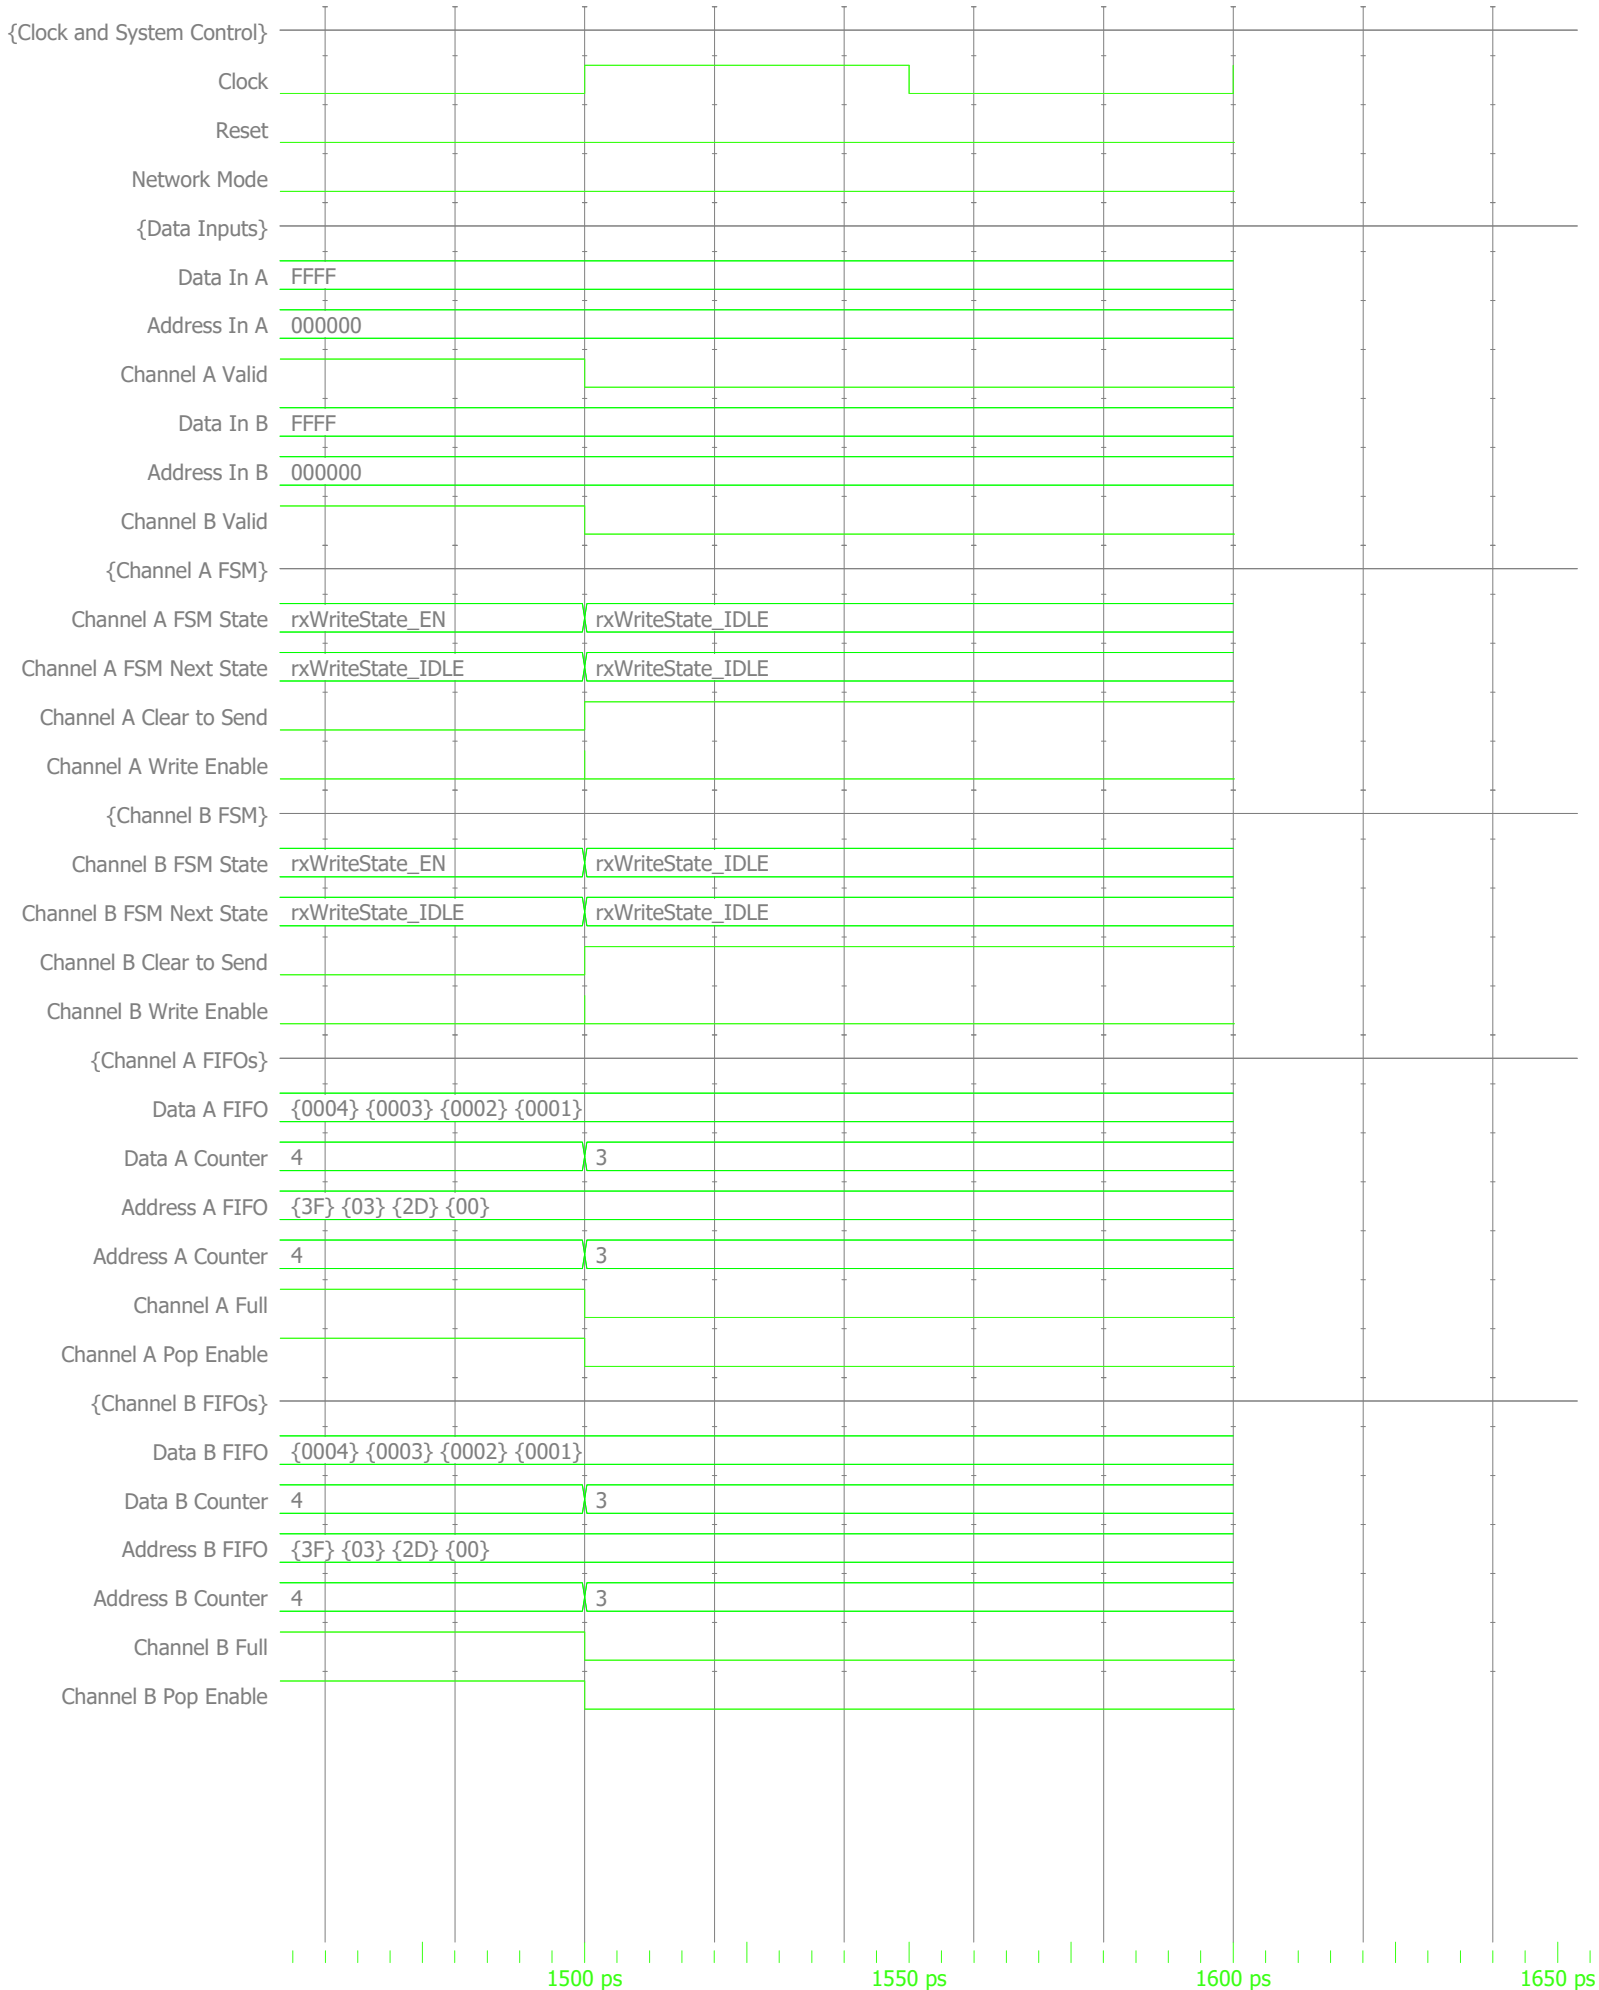 {Clock and System Control}
Clock
Reset
Network Mode
{Data Inputs}
Data In A FFFF
Address In A 000000
Channel A Valid
Data In B FFFF
Address In B 000000
Channel B Valid
{Channel A FSM}
Channel A FSM State rxWriteState_EN rxWriteState_IDLE
Channel A FSM Next State rxWriteState_IDLE rxWriteState_IDLE
Channel A Clear to Send
Channel A Write Enable
{Channel B FSM}
Channel B FSM State rxWriteState_EN rxWriteState_IDLE
Channel B FSM Next State rxWriteState_IDLE rxWriteState_IDLE
Channel B Clear to Send
Channel B Write Enable
{Channel A FIFOs}
Data A FIFO {0004} {0003} {0002} {0001}
Data A Counter 4 3
Address A FIFO {3F} {03} {2D} {00}
Address A Counter 4 3
Channel A Full
Channel A Pop Enable
{Channel B FIFOs}
Data B FIFO {0004} {0003} {0002} {0001}
Data B Counter 4 3
Address B FIFO {3F} {03} {2D} {00}
Address B Counter 4 3
Channel B Full
Channel B Pop Enable
1500 ps 1550 ps 1600 ps 1650 ps